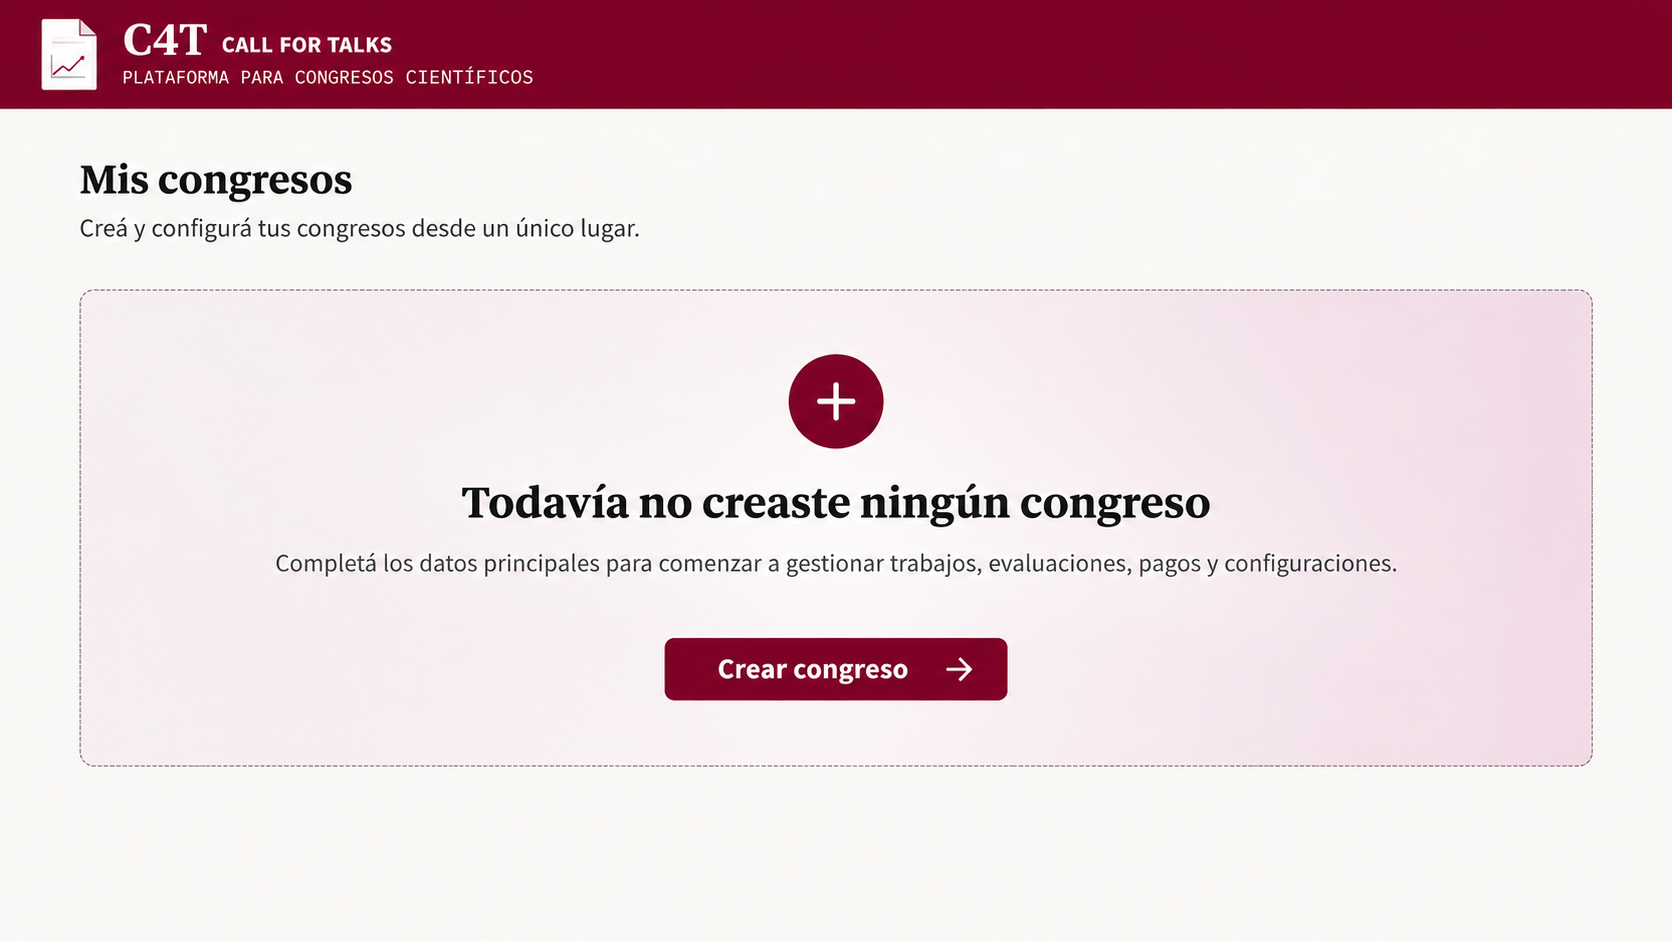 C4T CALL FOR TALKS
PLATAFORMA PARA CONGRESOS CIENTÍFICOS
Mis congresos
Creá y configurá tus congresos desde un único lugar.
Todavía no creaste ningún congreso
Completá los datos principales para comenzar a gestionar trabajos, evaluaciones, pagos y configuraciones.
Crear congreso